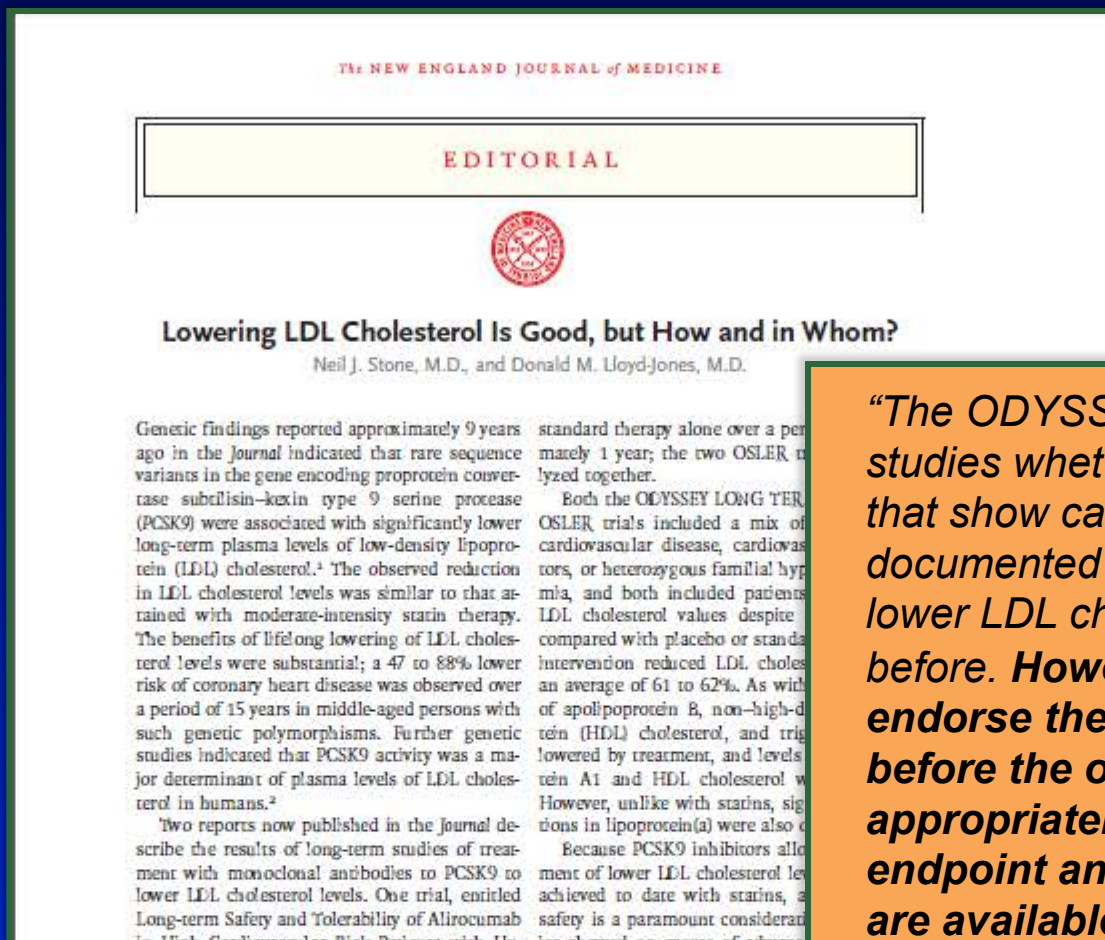 The NEW ENGLAND JOURNAL of MEDICINE
EDITORIAL
Lowering LDL Cholesterol Is Good, but How and in Whom?
Neil J. Stone, M.D., and Donald M. Lloyd-Jones, M.D.
Genetic findings reported approximately 9 years
ago in the Journal indicated that rare sequence
variants in the gene encoding proprotein conver-
tase subtilisin–kexin type 9 serine protease
(PCSK9) were associated with significantly lower
long-term plasma levels of low-density lipopro-
tein (LDL) cholesterol.¹ The observed reduction
in LDL cholesterol levels was similar to that at-
tained with moderate-intensity statin therapy.
The benefits of lifelong lowering of LDL choles-
terol levels were substantial; a 47 to 88% lower
risk of coronary heart disease was observed over
a period of 15 years in middle-aged persons with
such genetic polymorphisms. Further genetic
studies indicated that PCSK9 activity was a ma-
jor determinant of plasma levels of LDL choles-
terol in humans.²
Two reports now published in the Journal de-
scribe the results of long-term studies of treat-
ment with monoclonal antibodies to PCSK9 to
lower LDL cholesterol levels. One trial, entitled
Long-term Safety and Tolerability of Alirocumab
standard therapy alone over a per
mately 1 year; the two OSLER
lyzed together.
Both the ODYSSEY LONG TER
OSLER trials included a mix of
cardiovascular disease, cardiovas
tors, or heterozygous familial hyp
mia, and both included patients
LDL cholesterol values despite
compared with placebo or standa
intervention reduced LDL choles
an average of 61 to 62%. As with
of apolipoprotein B, non–high-d
tein (HDL) cholesterol, and trig
lowered by treatment, and levels
tein A1 and HDL cholesterol w
However, unlike with statins, sig
tions in lipoprotein(a) were also
Because PCSK9 inhibitors allo
ment of lower LDL cholesterol lev
achieved to date with statins, a
safety is a paramount considerati
“The ODYSS
studies whet
that show ca
documented
lower LDL ch
before. Howe
endorse the
before the o
appropriatel
endpoint an
are available